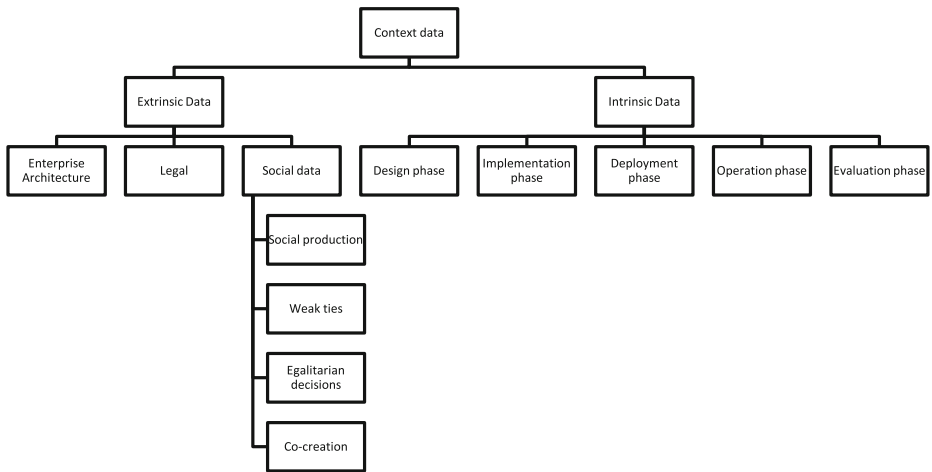 Context data
Extrinsic Data
Intrinsic Data
Enterprise
Architecture
Legal
Social data
Design phase
Implementation
phase
Deployment
phase
Operation phase
Evaluation phase
Social production
Weak ties
Egalitarian
decisions
Co-creation